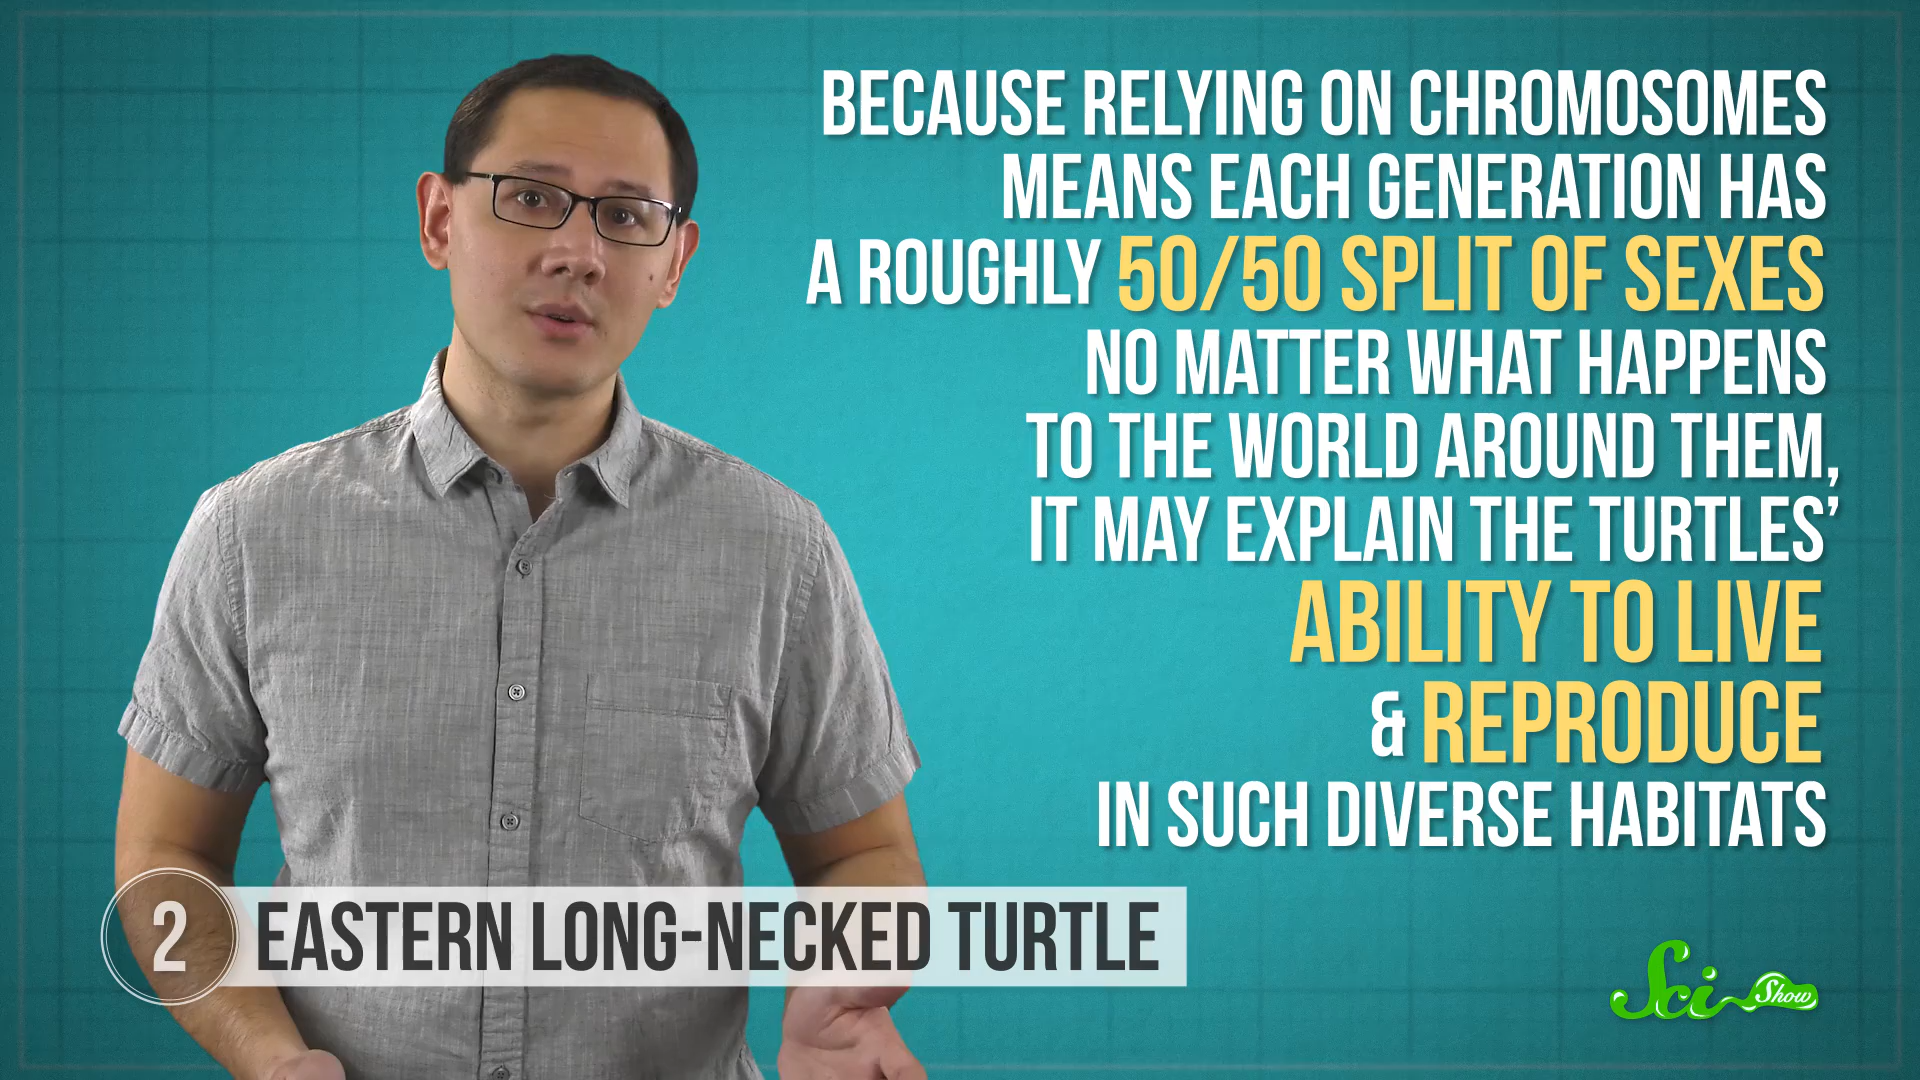 BECAUSE RELYING ON CHROMOSOMES
MEANS EACH GENERATION HAS
A ROUGHLY 50/50 SPLIT OF SEXES
NO MATTER WHAT HAPPENS
TO THE WORLD AROUND THEM,
IT MAY EXPLAIN THE TURTLES’
ABILITY TO LIVE
& REPRODUCE
IN SUCH DIVERSE HABITATS
2 EASTERN LONG-NECKED TURTLE
Sci Show